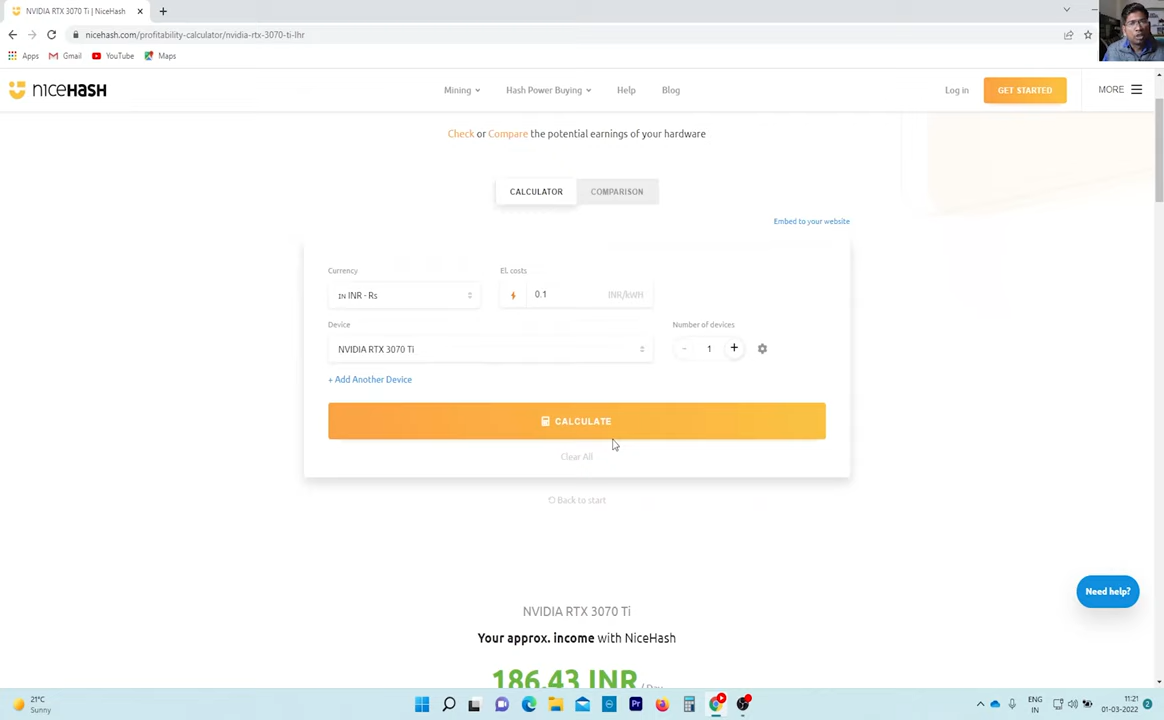 NVIDIA RTX 3070 Ti | NiceHash
nicehash.com/profitability-calculator/nvidia-rtx-3070-ti-lhr
Apps Gmail YouTube Maps
niceHASH Mining Hash Power Buying Help Blog Log in GET STARTED MORE
Check or Compare the potential earnings of your hardware
CALCULATOR COMPARISON
Embed to your website
Currency El. costs
IN INR - Rs 0.1 INR/kWH
Device Number of devices
NVIDIA RTX 3070 Ti - 1 +
+ Add Another Device
CALCULATE
Clear All
Back to start
Need help?
NVIDIA RTX 3070 Ti
Your approx. income with NiceHash
186.43 INR / Day
21°C
Sunny
ENG
IN
11:21
01-03-2022
2